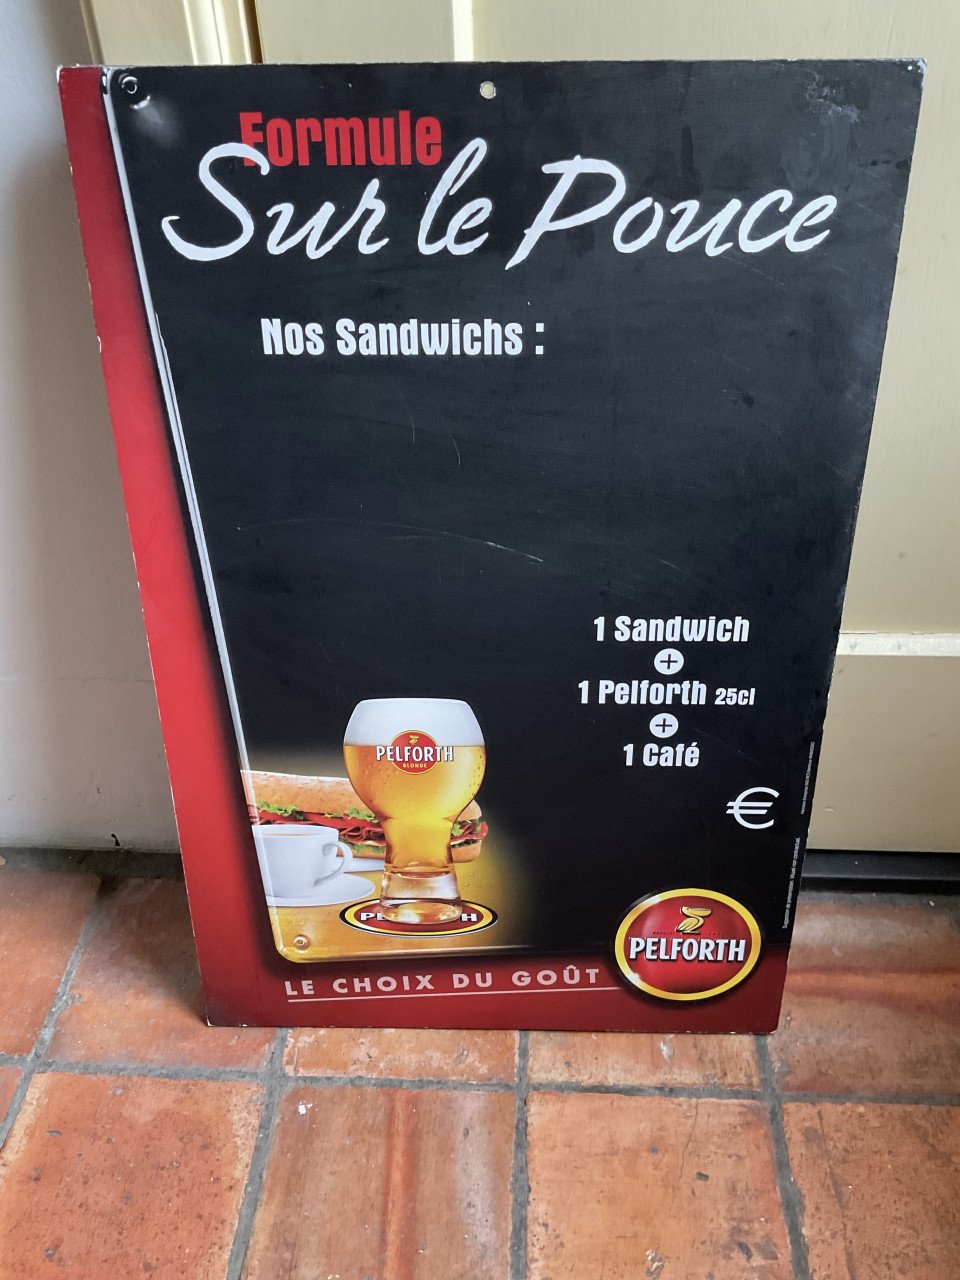 Formule
Sur le Pouce
Nos Sandwichs :
1 Sandwich
+
1 Pelforth 25cl
+
1 Café
€
PELFORTH
BLONDE
PELFORTH
LE CHOIX DU GOÛT